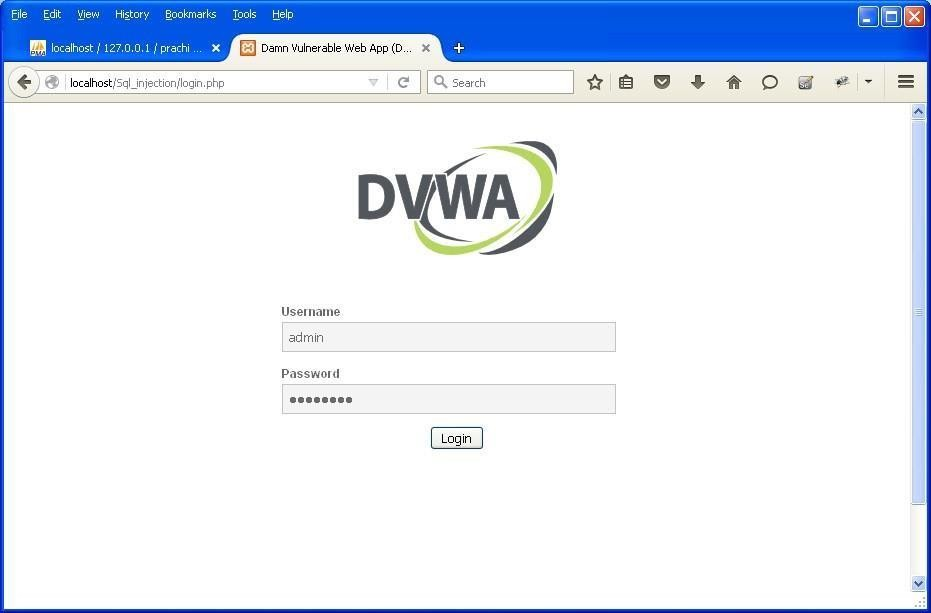 File Edit View History Bookmarks Tools Help
localhost / 127.0.0.1 / prachi ... Damn Vulnerable Web App (D...
localhost/Sql_injection/login.php Search
DVWA
Username
admin
Password
●●●●●●●●
Login